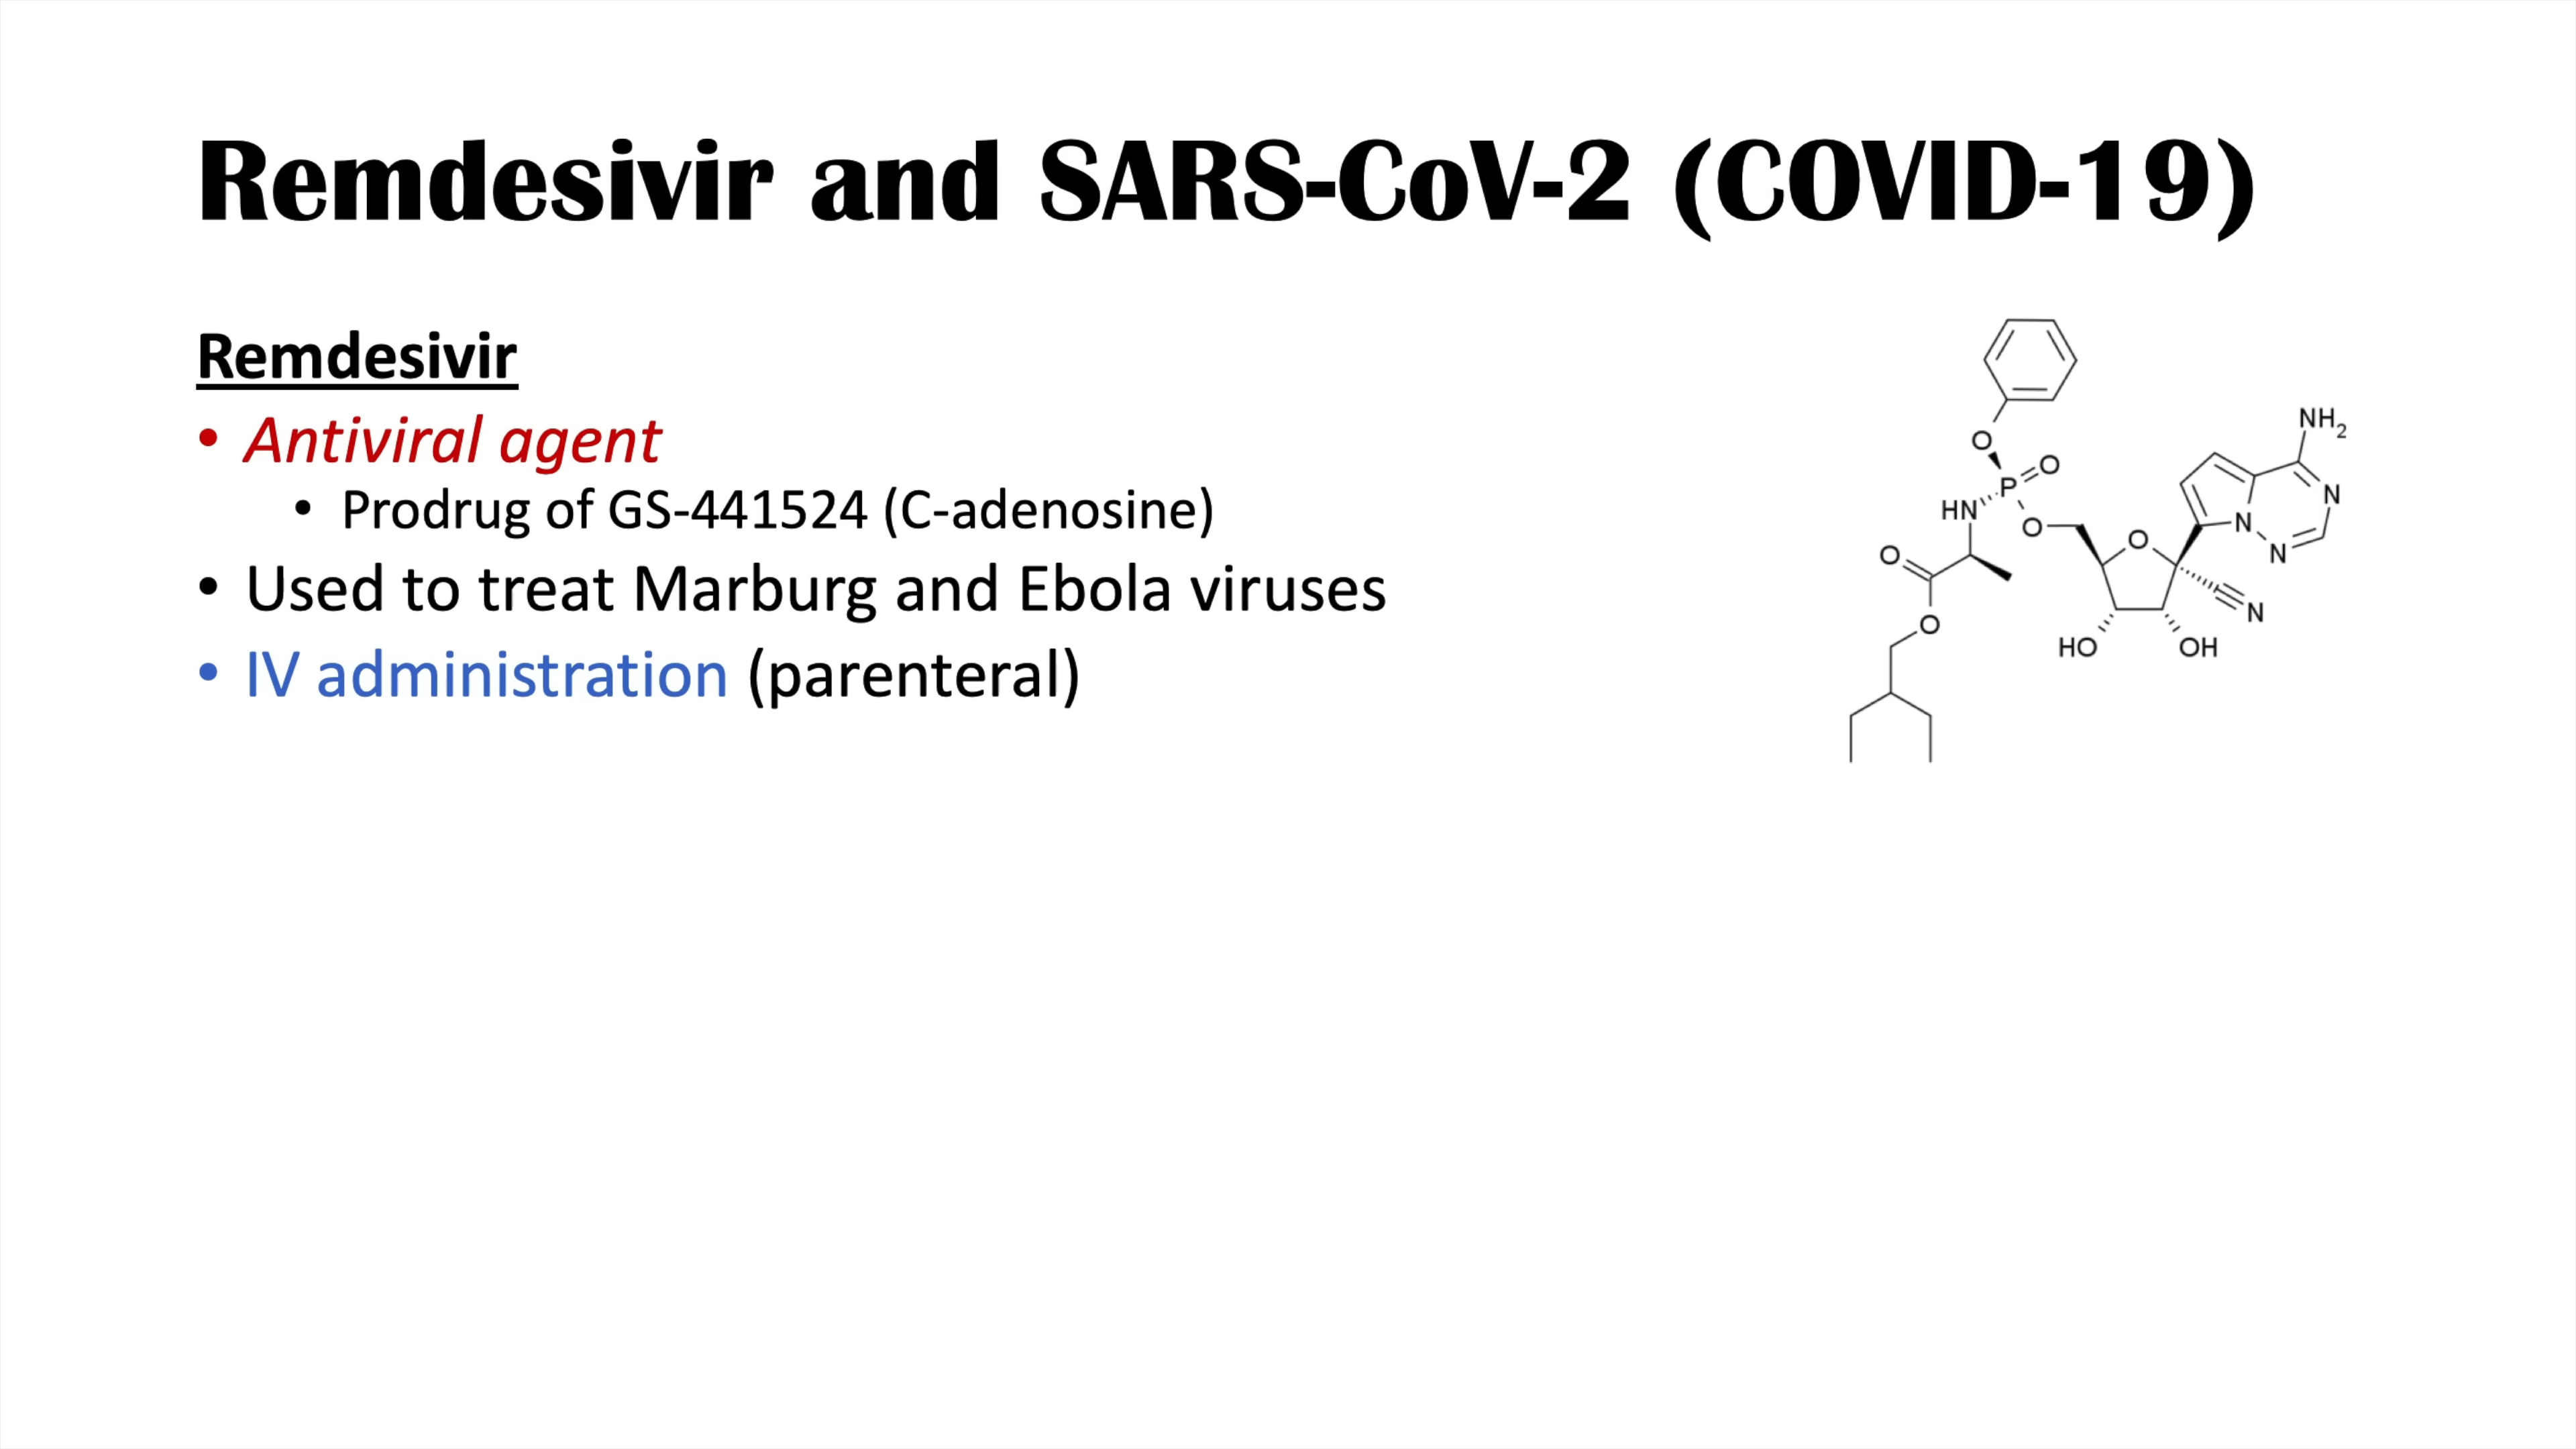 Remdesivir and SARS-CoV-2 (COVID-19)
Remdesivir
• Antiviral agent
• Prodrug of GS-441524 (C-adenosine)
• Used to treat Marburg and Ebola viruses
• IV administration (parenteral)
O
P
O
HN
O
O
O
HO
OH
O
N
N
N
N
NH2